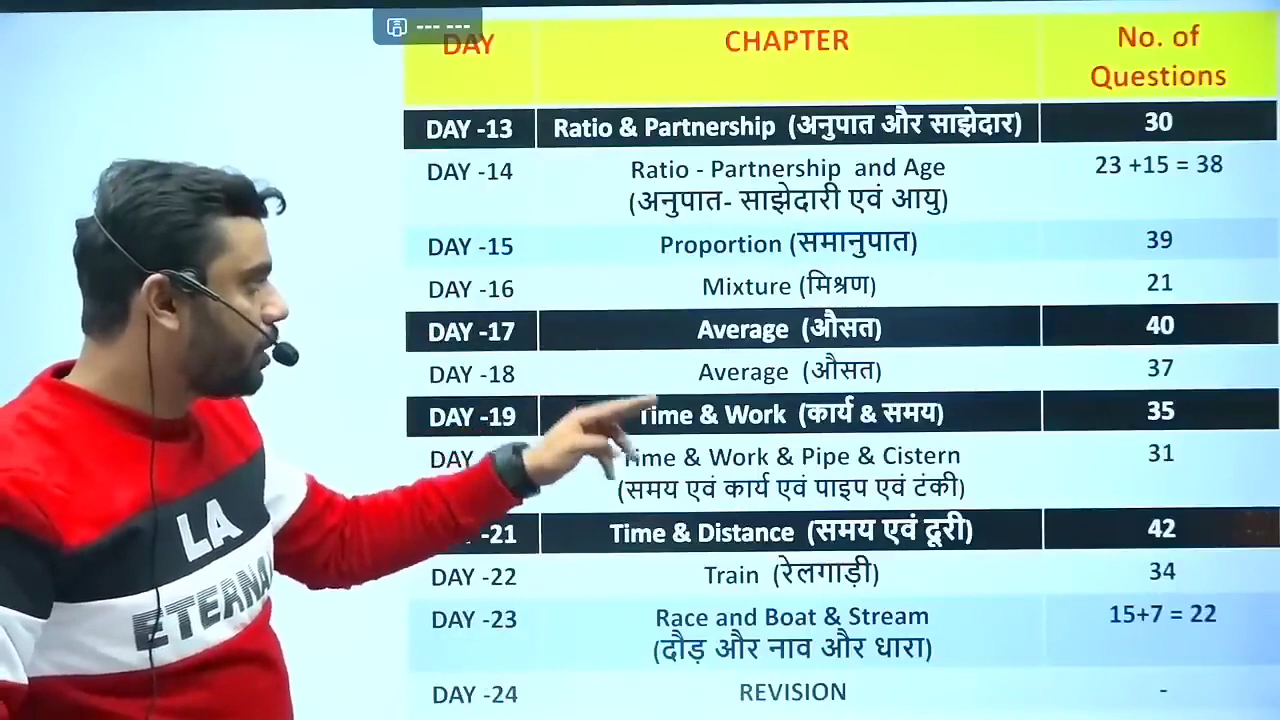 --- ---
DAY CHAPTER No. of
Questions
DAY -13 Ratio & Partnership (अनुपात और साझेदार) 30
DAY -14 Ratio - Partnership and Age 23 +15 = 38
(अनुपात- साझेदारी एवं आयु)
DAY -15 Proportion (समानुपात) 39
DAY -16 Mixture (मिश्रण) 21
DAY -17 Average (औसत) 40
DAY -18 Average (औसत) 37
DAY -19 Time & Work (कार्य & समय) 35
DAY Time & Work & Pipe & Cistern 31
(समय एवं कार्य एवं पाइप एवं टंकी)
-21 Time & Distance (समय एवं दूरी) 42
DAY -22 Train (रेलगाड़ी) 34
DAY -23 Race and Boat & Stream 15+7 = 22
(दौड़ और नाव और धारा)
DAY -24 REVISION -
LA
ETERNA